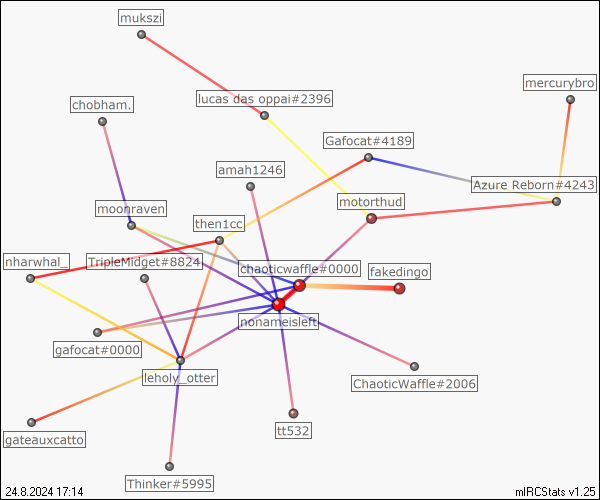 mukszi
mercurybro
chobham.
lucas das oppai#2396
Gafocat#4189
amah1246
Azure Reborn#4243
moonraven
motorthud
then1cc
nharwhal_
TripleMidget#8824
chaoticwaffle#0000
fakedingo
nonameisleft
gafocat#0000
leholy_otter
ChaoticWaffle#2006
tt532
gateauxcatto
Thinker#5995
24.8.2024 17:14
mIRCStats v1.25